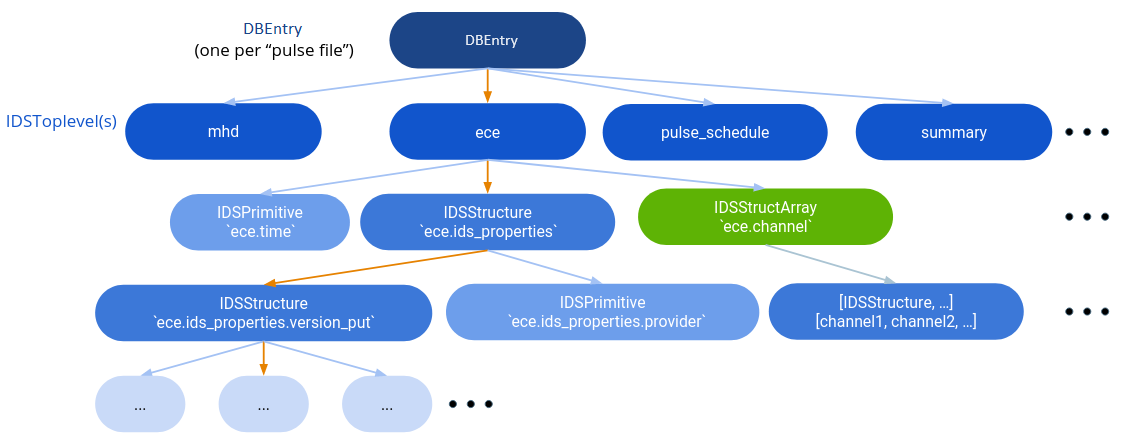 DBEntry
(one per “pulse file”)
DBEntry
IDSToplevel(s)
mhd
ece
pulse_schedule
summary
IDSPrimitive
`ece.time`
IDSStructure
`ece.ids_properties`
IDSStructArray
`ece.channel`
IDSStructure
`ece.ids_properties.version_put`
IDSPrimitive
`ece.ids_properties.provider`
[IDSStructure, ...]
[channel1, channel2, ...]
...
...
...